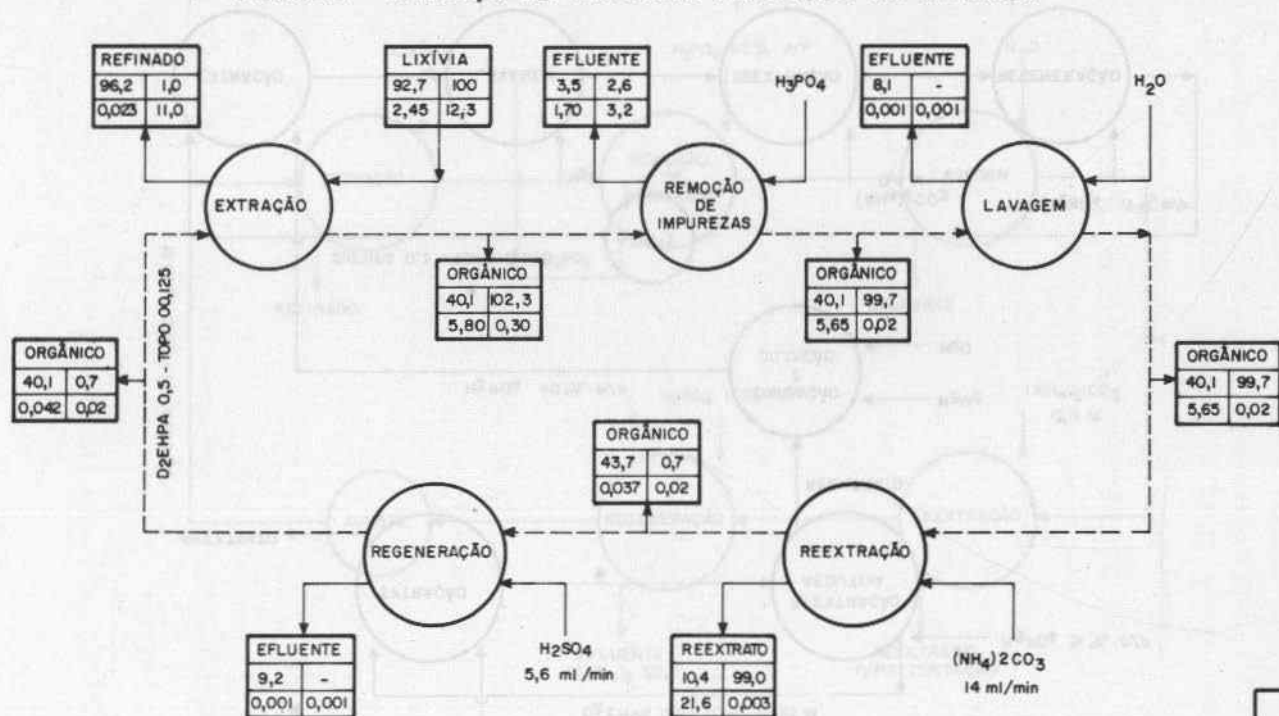 REFINADO
96,2 1,0
0,023 11,0
LIXÍVIA
92,7 100
2,45 12,3
EFLUENTE
3,5 2,6
1,70 3,2
H3PO4
EFLUENTE
8,1 -
0,001 0,001
H2O
EXTRAÇÃO
REMOÇÃO
DE
IMPUREZAS
LAVAGEM
ORGÂNICO
40,1 102,3
5,80 0,30
ORGÂNICO
40,1 99,7
5,65 0,02
ORGÂNICO
40,1 0,7
0,042 0,02
D2EHPA 0,5 - TOPO 00,125
ORGÂNICO
40,1 99,7
5,65 0,02
ORGÂNICO
43,7 0,7
0,037 0,02
REGENERAÇÃO
REEXTRAÇÃO
EFLUENTE
9,2 -
0,001 0,001
H2SO4
5,6 ml/min
REEXTRATO
10,4 99,0
21,6 0,003
(NH4)2CO3
14 ml/min